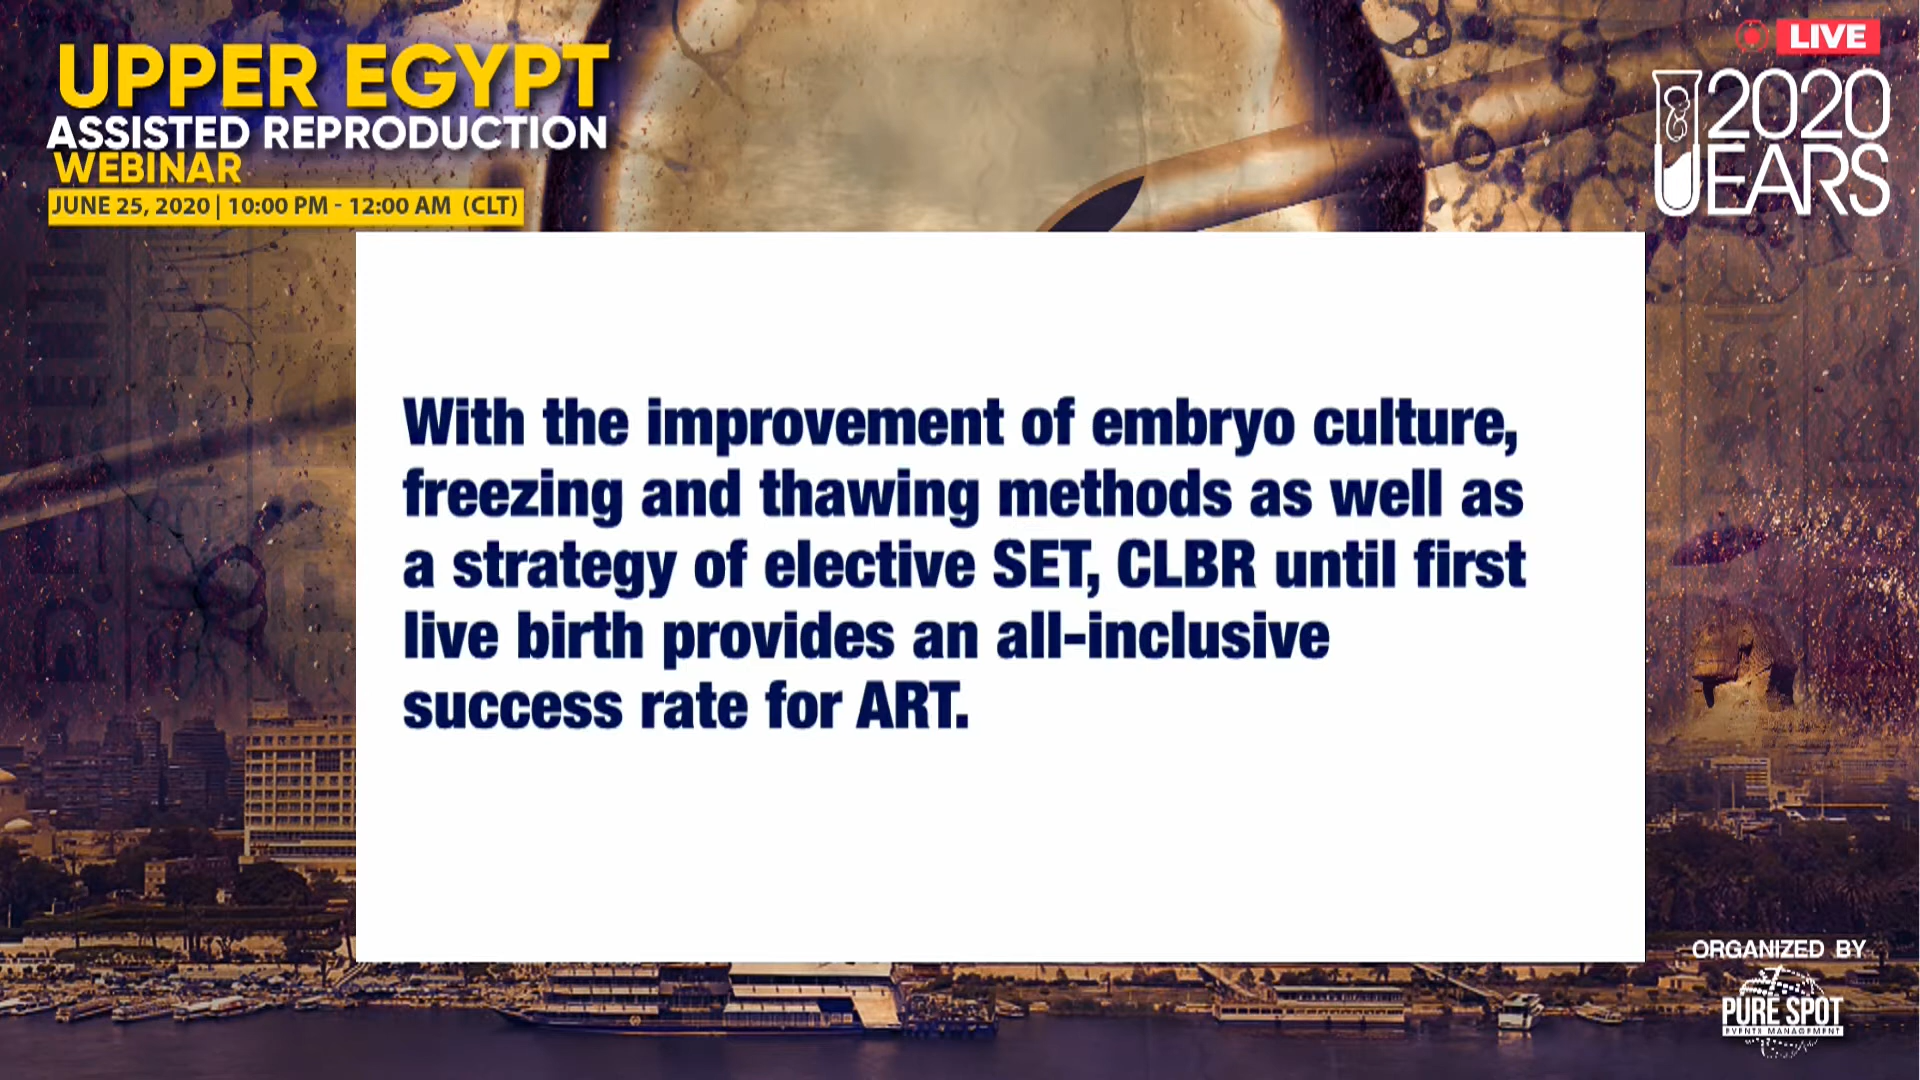 UPPER EGYPT
ASSISTED REPRODUCTION
WEBINAR
JUNE 25, 2020 | 10:00 PM - 12:00 AM (CLT)
LIVE
2020
UEARS
With the improvement of embryo culture,
freezing and thawing methods as well as
a strategy of elective SET, CLBR until first
live birth provides an all-inclusive
success rate for ART.
ORGANIZED BY
PURE SPOT
EVENTS MANAGEMENT